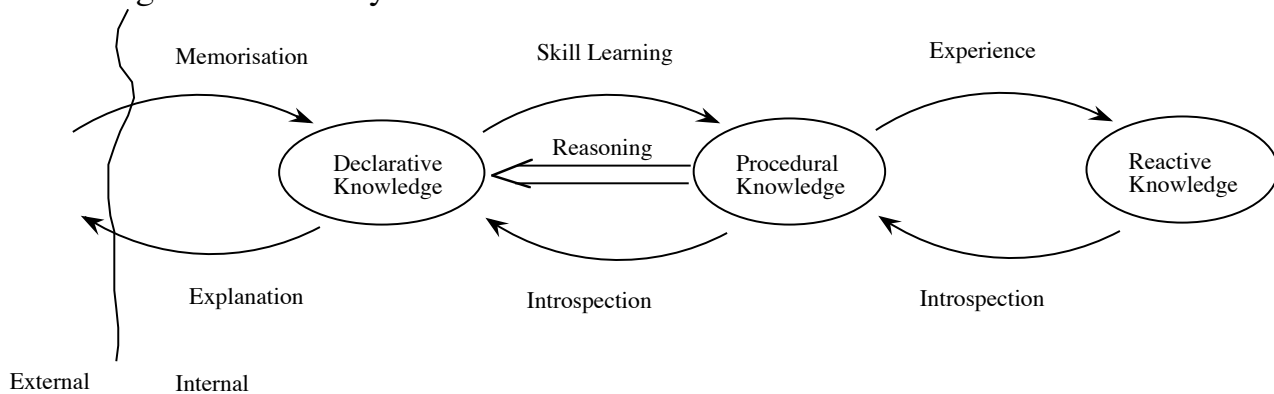 Memorisation
Skill Learning
Experience
Reasoning
Declarative
Knowledge
Procedural
Knowledge
Reactive
Knowledge
Explanation
Introspection
Introspection
External
Internal